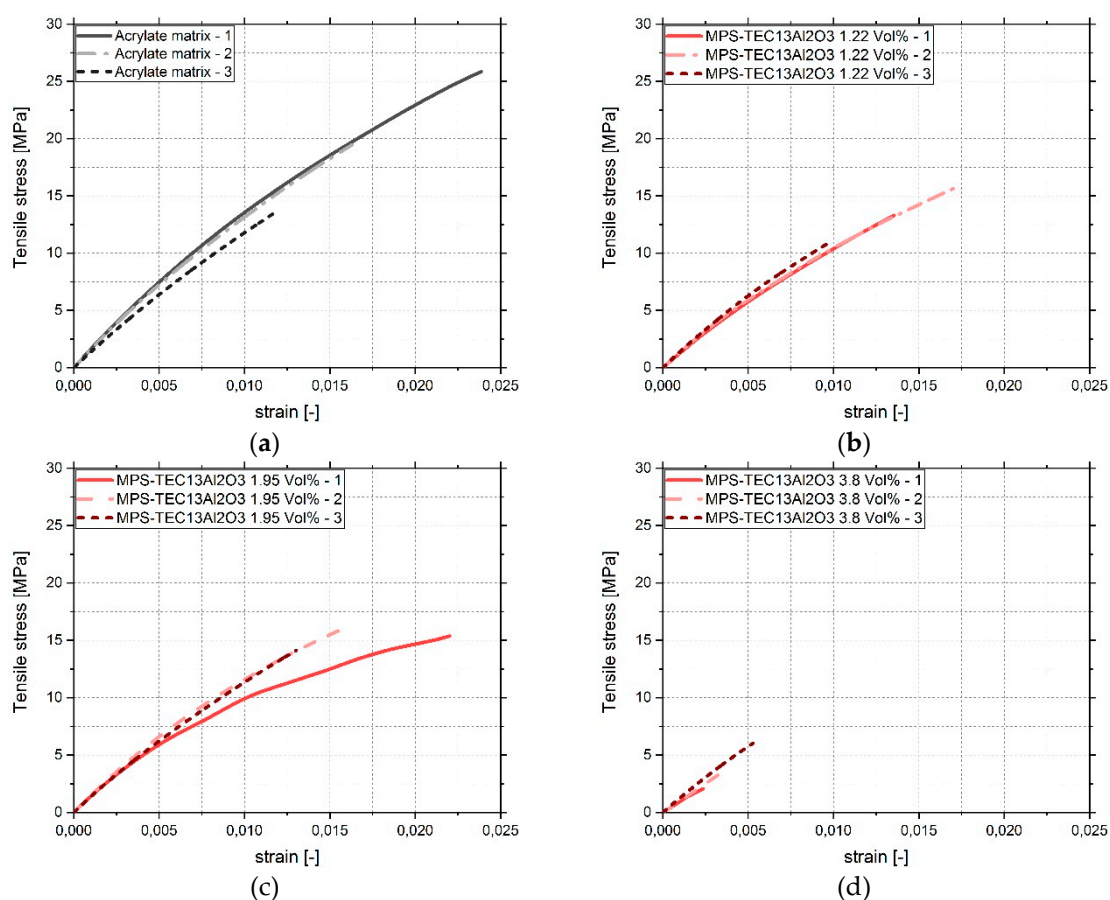 Acrylate matrix - 1
Acrylate matrix - 2
Acrylate matrix - 3
30
25
20
15
10
5
0
Tensile stress [MPa]
0,000 0,005 0,010 0,015 0,020 0,025
strain [-]
(a)
MPS-TEC13Al2O3 1.22 Vol% - 1
MPS-TEC13Al2O3 1.22 Vol% - 2
MPS-TEC13Al2O3 1.22 Vol% - 3
30
25
20
15
10
5
0
Tensile stress [MPa]
0,000 0,005 0,010 0,015 0,020 0,025
strain [-]
(b)
MPS-TEC13Al2O3 1.95 Vol% - 1
MPS-TEC13Al2O3 1.95 Vol% - 2
MPS-TEC13Al2O3 1.95 Vol% - 3
30
25
20
15
10
5
0
Tensile stress [MPa]
0,000 0,005 0,010 0,015 0,020 0,025
strain [-]
(c)
MPS-TEC13Al2O3 3.8 Vol% - 1
MPS-TEC13Al2O3 3.8 Vol% - 2
MPS-TEC13Al2O3 3.8 Vol% - 3
30
25
20
15
10
5
0
Tensile stress [MPa]
0,000 0,005 0,010 0,015 0,020 0,025
strain [-]
(d)